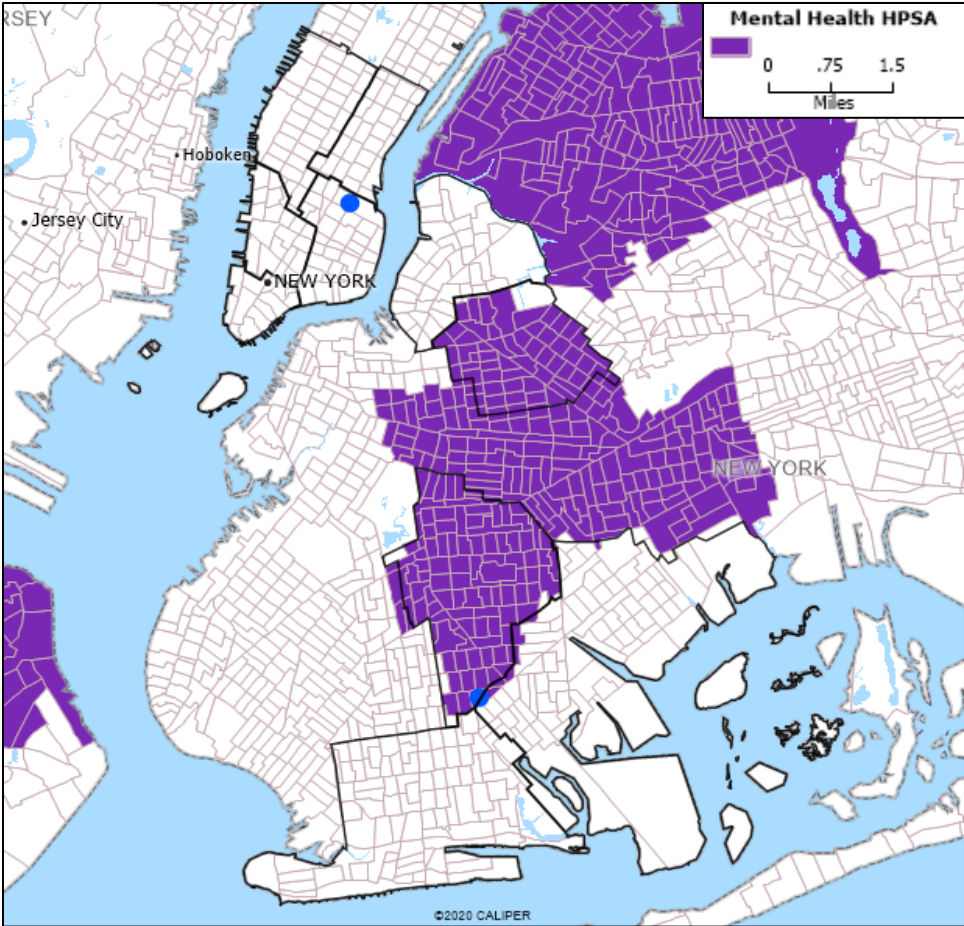 RSEY
Mental Health HPSA
0 .75 1.5
Miles
Hoboken
Jersey City
NEW YORK
NEW YORK
©2020 CALIPER